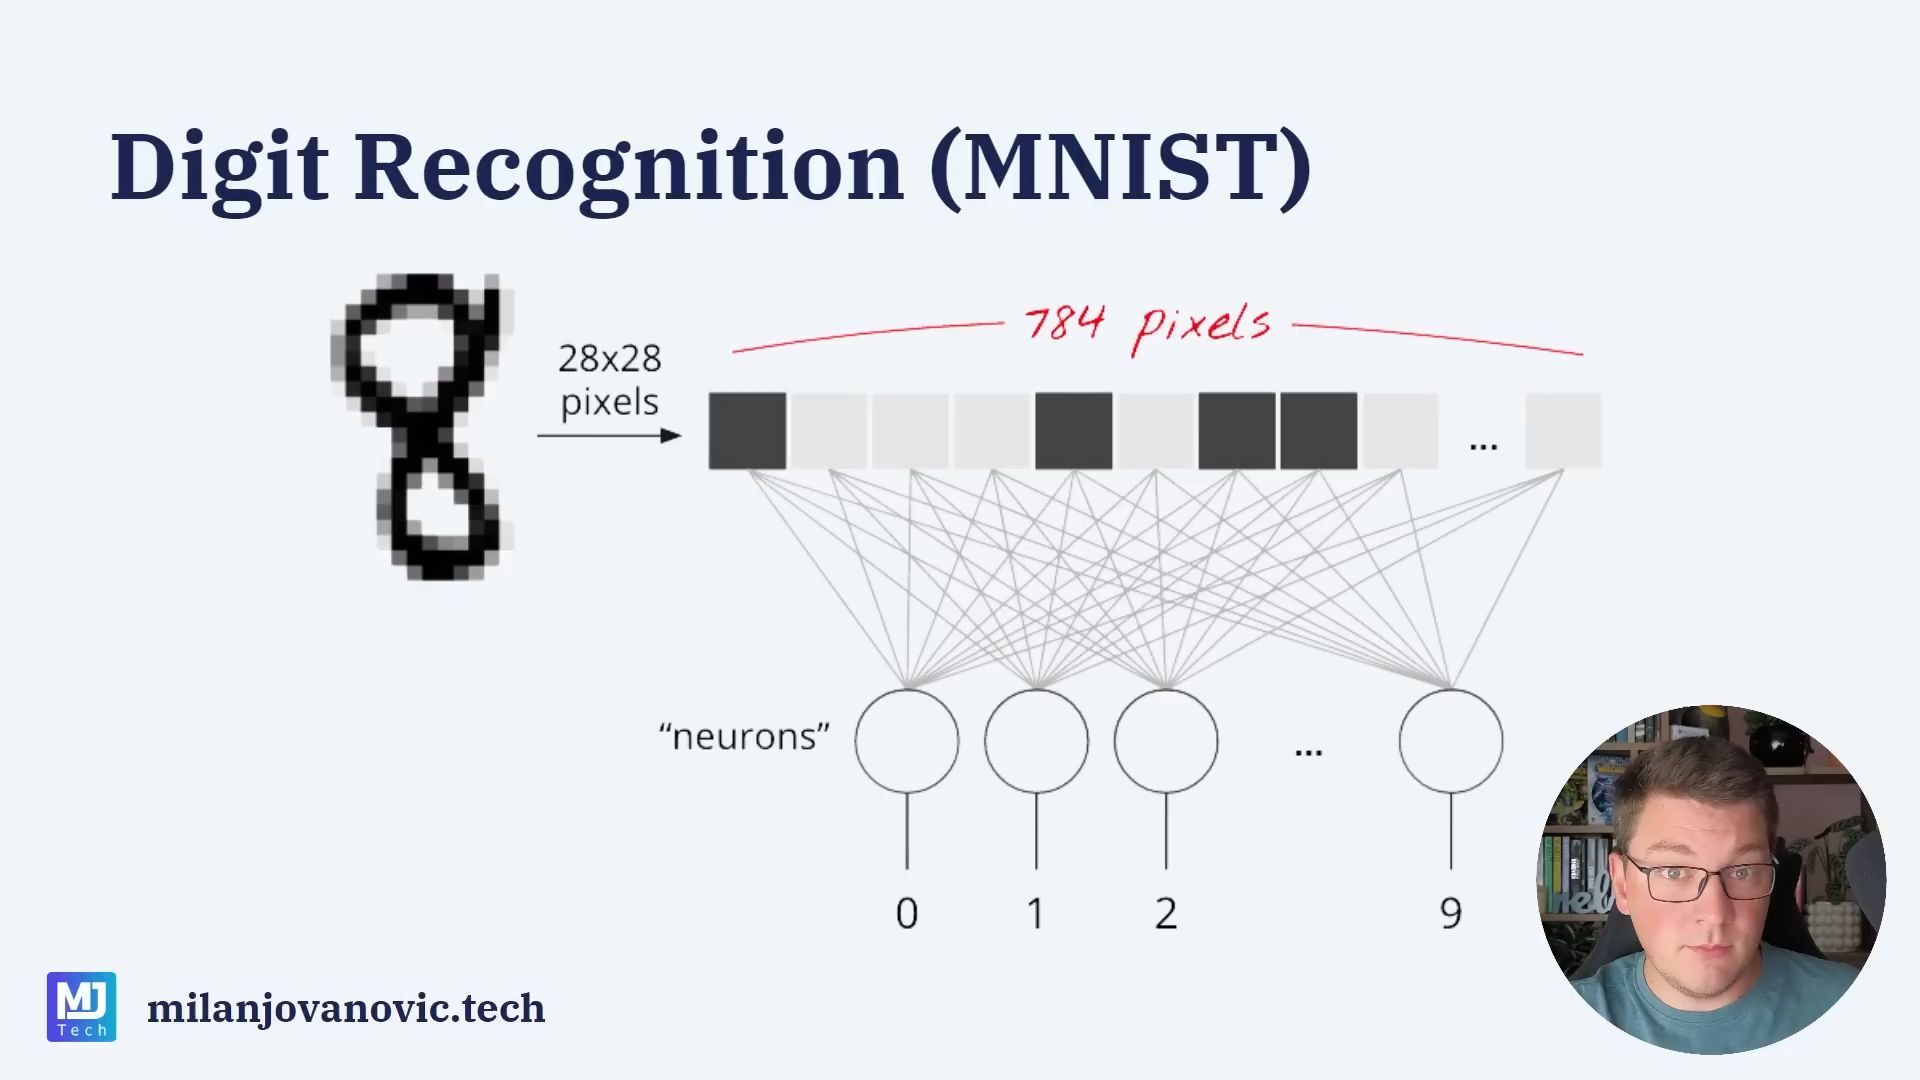 Digit Recognition (MNIST)
784 pixels
28x28
pixels
...
“neurons”
...
0 1 2 9
MJ
Tech
milanjovanovic.tech